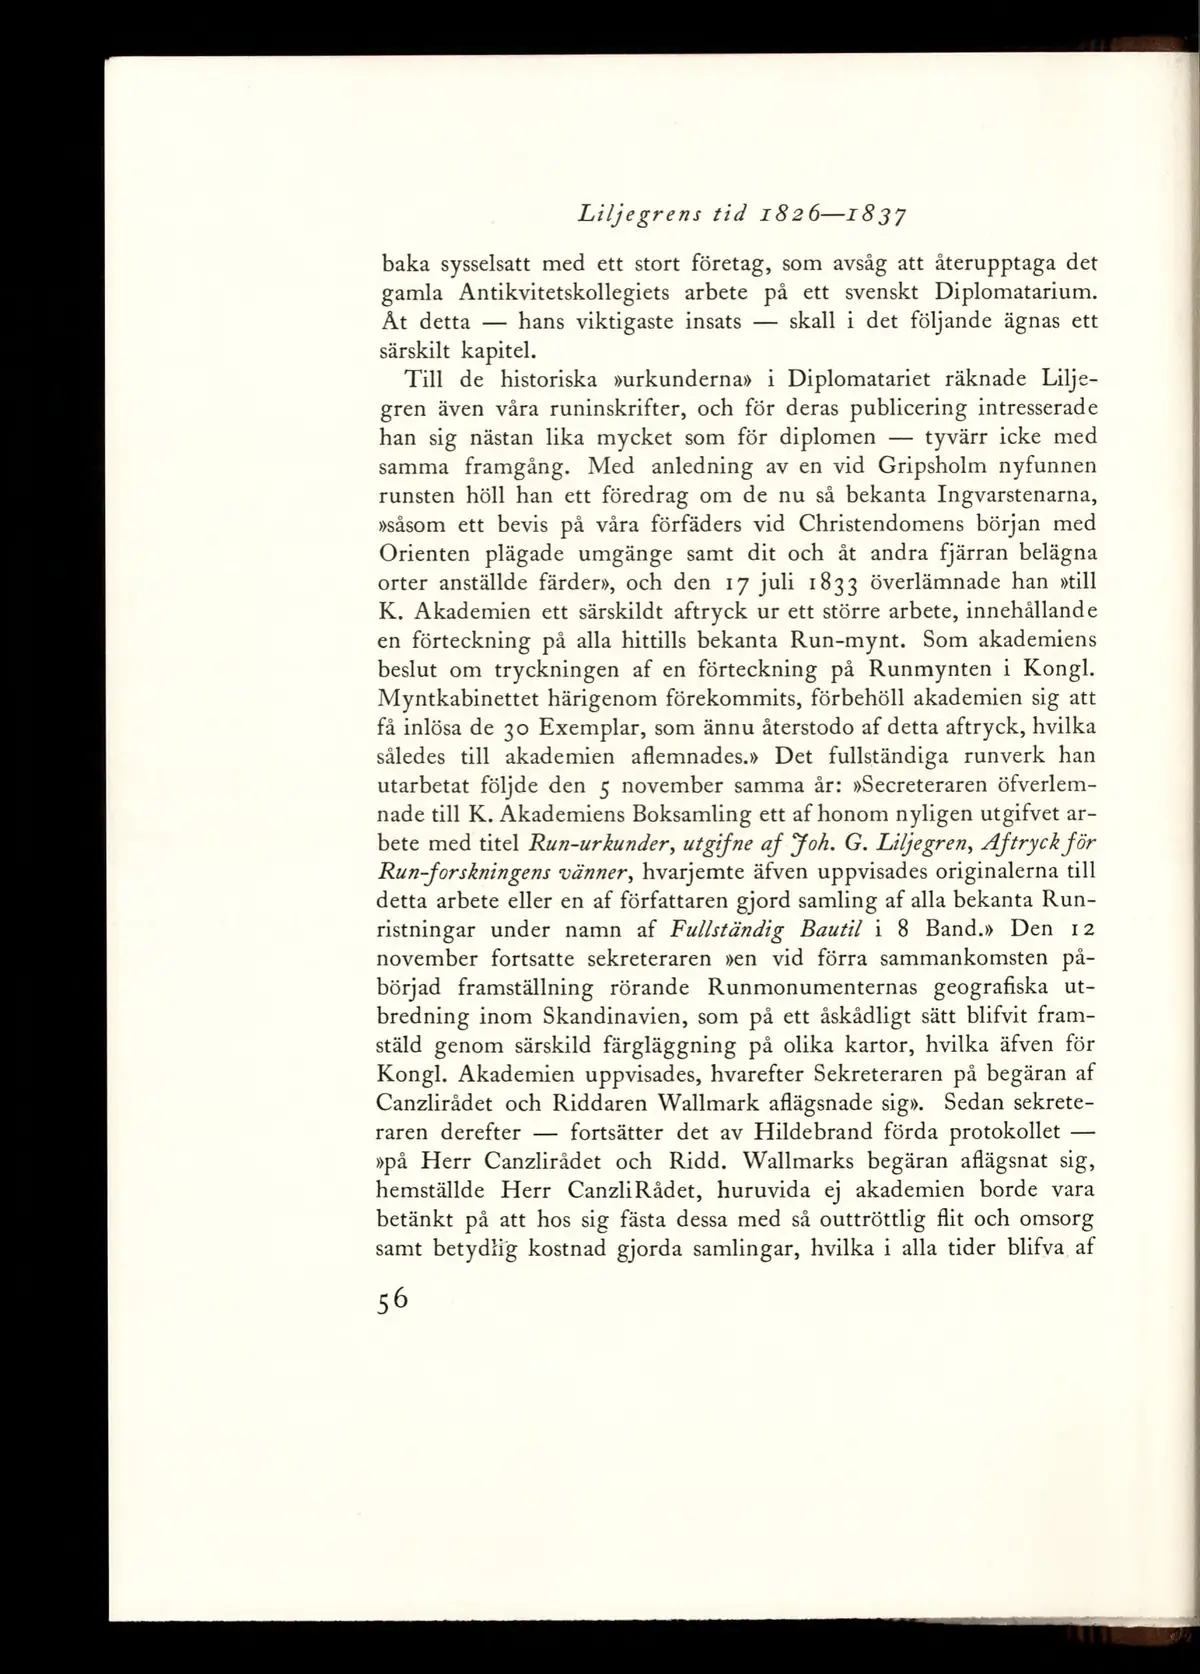 Liljegrens tid 1826—1837
baka sysselsatt med ett stort företag, som avsåg att återupptaga det
gamla Antikvitetskollegiets arbete på ett svenskt Diplomatarium.
Åt detta — hans viktigaste insats — skall i det följande ägnas ett
särskilt kapitel.
Till de historiska »urkunderna» i Diplomatariet räknade Lilje-
gren även våra runinskrifter, och för deras publicering intresserade
han sig nästan lika mycket som för diplomen — tyvärr icke med
samma framgång. Med anledning av en vid Gripsholm nyfunnen
runsten höll han ett föredrag om de nu så bekanta Ingvarstenarna,
»såsom ett bevis på våra förfäders vid Christendomens början med
Orienten plägade umgänge samt dit och åt andra fjärran belägna
orter anställde färder», och den 17 juli 1833 överlämnade han »till
K. Akademien ett särskildt aftryck ur ett större arbete, innehållande
en förteckning på alla hittills bekanta Run-mynt. Som akademiens
beslut om tryckningen af en förteckning på Runmynten i Kongl.
Myntkabinettet härigenom förekommits, förbehöll akademien sig att
få inlösa de 30 Exemplar, som ännu återstodo af detta aftryck, hvilka
således till akademien aflemnades.» Det fullständiga runverk han
utarbetat följde den 5 november samma år: »Secreteraren öfverlem-
nade till K. Akademiens Boksamling ett af honom nyligen utgifvet ar-
bete med titel Run-urkunder, utgifne af Joh. G. Liljegren, Aftryck för
Run-forskningens vänner, hvarjemte äfven uppvisades originalerna till
detta arbete eller en af författaren gjord samling af alla bekanta Run-
ristningar under namn af Fullständig Bautil i 8 Band.» Den 12
november fortsatte sekreteraren »en vid förra sammankomsten på-
börjad framställning rörande Runmonumenternas geografiska ut-
bredning inom Skandinavien, som på ett åskådligt sätt blifvit fram-
stäld genom särskild färgläggning på olika kartor, hvilka äfven för
Kongl. Akademien uppvisades, hvarefter Sekreteraren på begäran af
Canzlirådet och Riddaren Wallmark aflägsnade sig». Sedan sekrete-
raren derefter — fortsätter det av Hildebrand förda protokollet —
»på Herr Canzlirådet och Ridd. Wallmarks begäran aflägsnat sig,
hemställde Herr CanzliRådet, huruvida ej akademien borde vara
betänkt på att hos sig fästa dessa med så outtröttlig flit och omsorg
samt betydlig kostnad gjorda samlingar, hvilka i alla tider blifva af
56